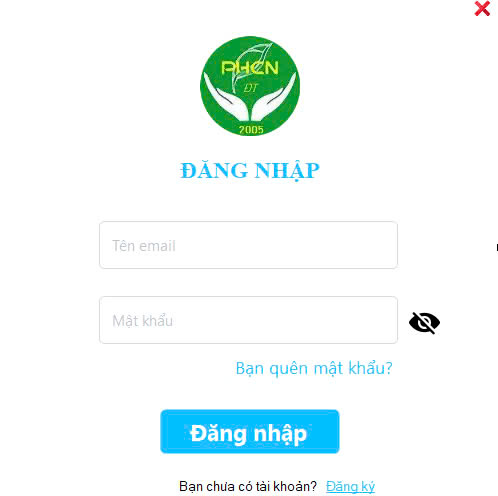 PHCN
ĐT
2005
ĐĂNG NHẬP
Tên email
Mật khẩu
Bạn quên mật khẩu?
Đăng nhập
Bạn chưa có tài khoản? Đăng ký